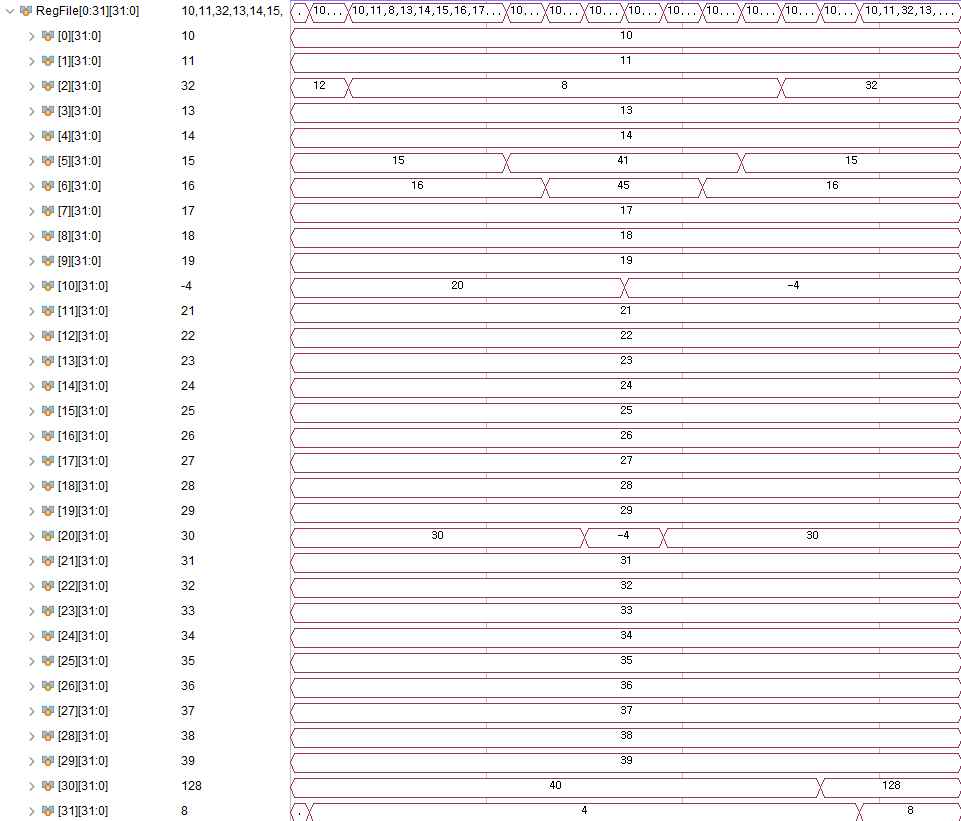 RegFile[0:31][31:0] 10,11,32,13,14,15, 10... 10,11,8,13,14,15,16,17... 10... 10... 10... 10... 10... 10... 10... 10... 10... 10,11,32,13,...
[0][31:0] 10 10
[1][31:0] 11 11
[2][31:0] 32 12 8 32
[3][31:0] 13 13
[4][31:0] 14 14
[5][31:0] 15 15 41 15
[6][31:0] 16 16 45 16
[7][31:0] 17 17
[8][31:0] 18 18
[9][31:0] 19 19
[10][31:0] -4 20 -4
[11][31:0] 21 21
[12][31:0] 22 22
[13][31:0] 23 23
[14][31:0] 24 24
[15][31:0] 25 25
[16][31:0] 26 26
[17][31:0] 27 27
[18][31:0] 28 28
[19][31:0] 29 29
[20][31:0] 30 30 -4 30
[21][31:0] 31 31
[22][31:0] 32 32
[23][31:0] 33 33
[24][31:0] 34 34
[25][31:0] 35 35
[26][31:0] 36 36
[27][31:0] 37 37
[28][31:0] 38 38
[29][31:0] 39 39
[30][31:0] 128 40 128
[31][31:0] 8 . 4 8